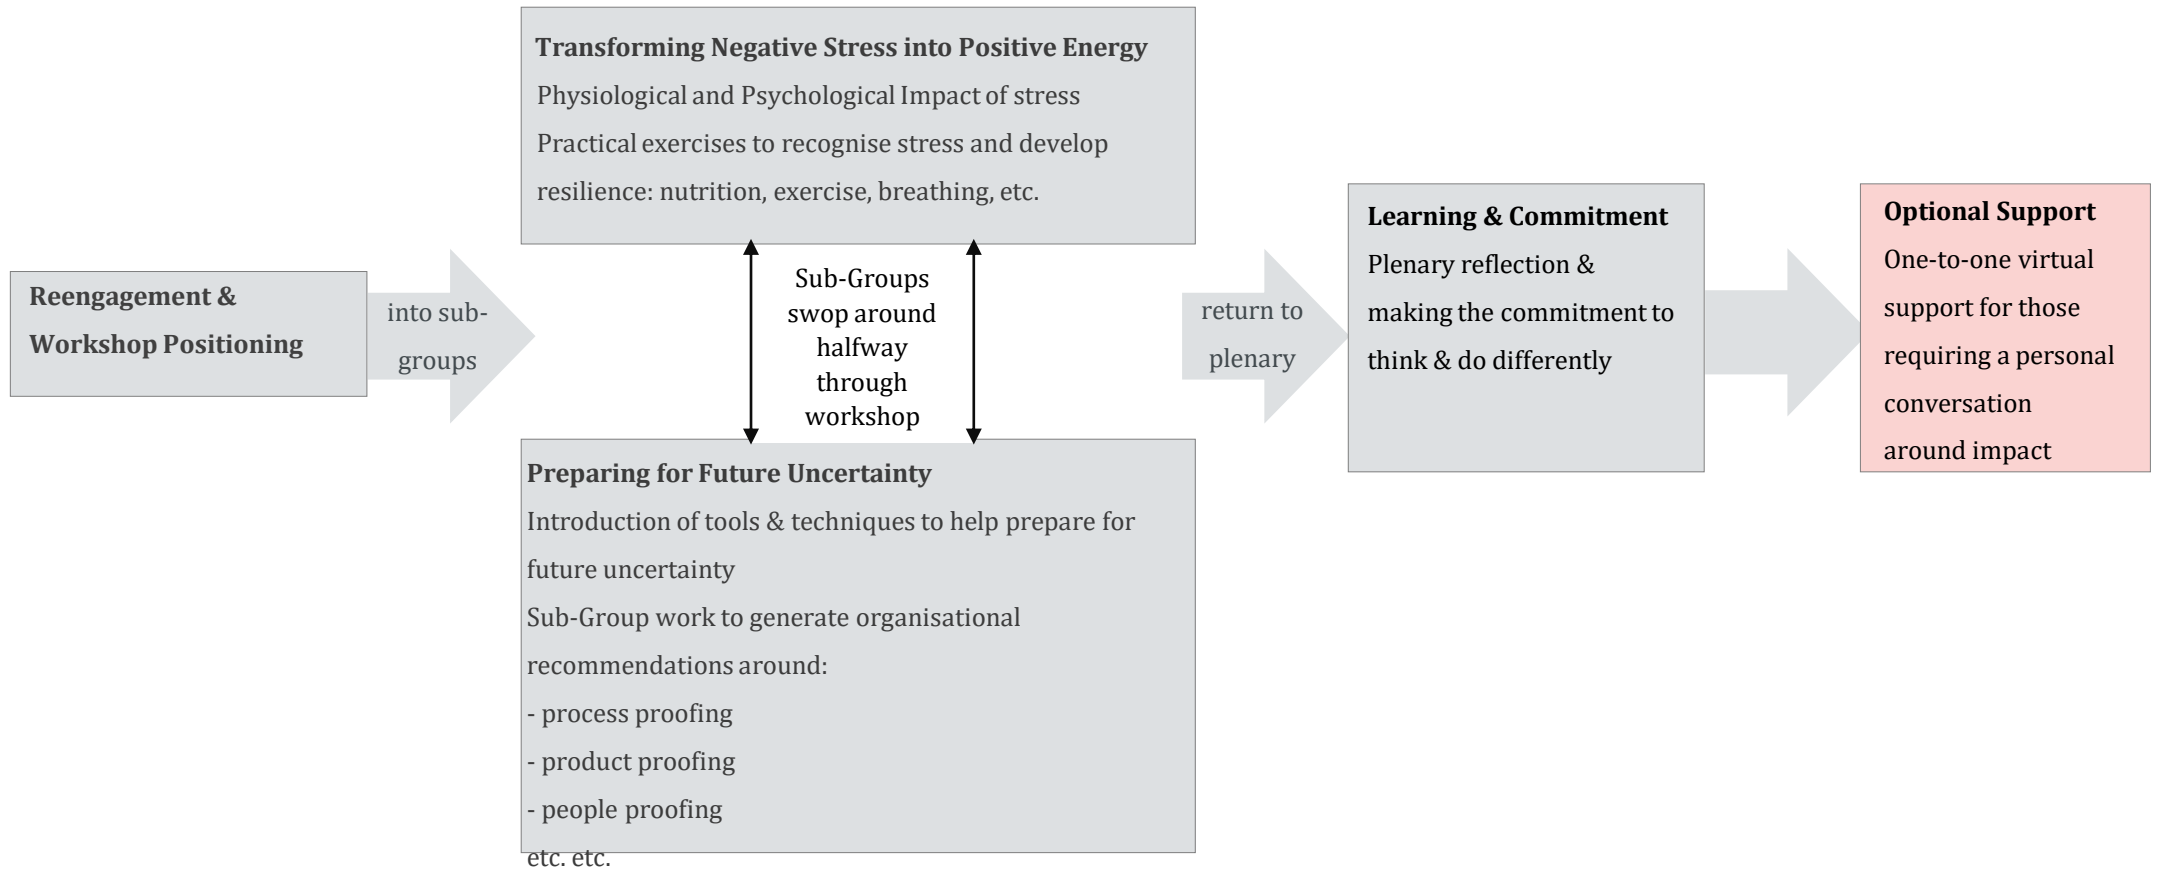 Reengagement &
Workshop Positioning
into sub-
groups
Transforming Negative Stress into Positive Energy
Physiological and Psychological Impact of stress
Practical exercises to recognise stress and develop
resilience: nutrition, exercise, breathing, etc.
Sub-Groups
swop around
halfway
through
workshop
Preparing for Future Uncertainty
Introduction of tools & techniques to help prepare for
future uncertainty
Sub-Group work to generate organisational
recommendations around:
- process proofing
- product proofing
- people proofing
etc. etc.
return to
plenary
Learning & Commitment
Plenary reflection &
making the commitment to
think & do differently
Optional Support
One-to-one virtual
support for those
requiring a personal
conversation
around impact